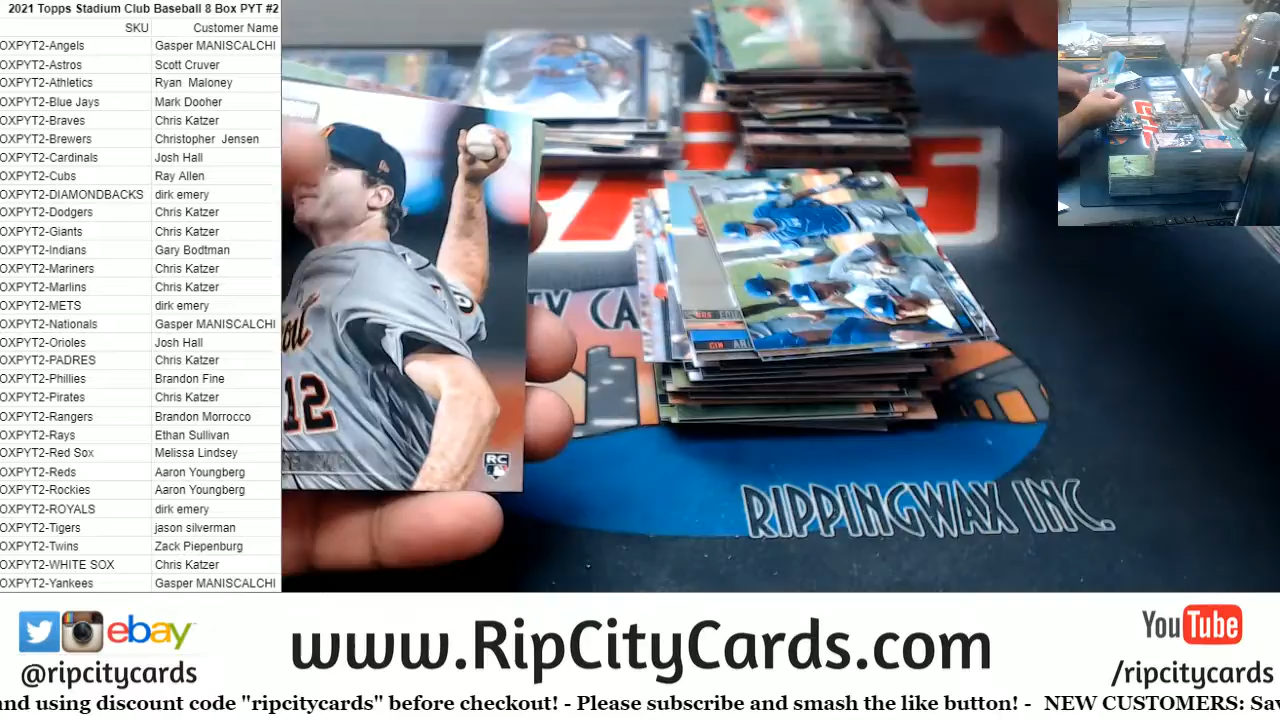 2021 Topps Stadium Club Baseball 8 Box PYT #2
SKU Customer Name
OXPYT2-Angels Gasper MANISCALCHI
OXPYT2-Astros Scott Cruver
OXPYT2-Athletics Ryan Maloney
OXPYT2-Blue Jays Mark Dooher
OXPYT2-Braves Chris Katzer
OXPYT2-Brewers Christopher Jensen
OXPYT2-Cardinals Josh Hall
OXPYT2-Cubs Ray Allen
OXPYT2-DIAMONDBACKS dirk emery
OXPYT2-Dodgers Chris Katzer
OXPYT2-Giants Chris Katzer
OXPYT2-Indians Gary Bodtman
OXPYT2-Mariners Chris Katzer
OXPYT2-Marlins Chris Katzer
OXPYT2-METS dirk emery
OXPYT2-Nationals Gasper MANISCALCHI
OXPYT2-Orioles Josh Hall
OXPYT2-PADRES Chris Katzer
OXPYT2-Phillies Brandon Fine
OXPYT2-Pirates Chris Katzer
OXPYT2-Rangers Brandon Morrocco
OXPYT2-Rays Ethan Sullivan
OXPYT2-Red Sox Melissa Lindsey
OXPYT2-Reds Aaron Youngberg
OXPYT2-Rockies Aaron Youngberg
OXPYT2-ROYALS dirk emery
OXPYT2-Tigers jason silverman
OXPYT2-Twins Zack Piepenburg
OXPYT2-WHITE SOX Chris Katzer
OXPYT2-Yankees Gasper MANISCALCHI
12
RC
RIPPINGWAX INC.
ebay
@ripcitycards
www.RipCityCards.com
YouTube
/ripcitycards
and using discount code "ripcitycards" before checkout! - Please subscribe and smash the like button! - NEW CUSTOMERS: